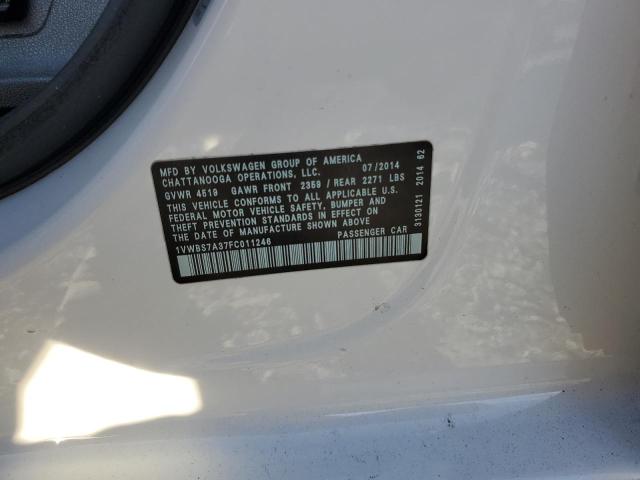 MFD BY VOLKSWAGEN GROUP OF AMERICA
CHATTANOOGA OPERATIONS, LLC. 07/2014
GVWR 4619 GAWR FRONT 2359 / REAR 2271 LBS
THIS VEHICLE CONFORMS TO ALL APPLICABLE U.S.
FEDERAL MOTOR VEHICLE SAFETY, BUMPER AND
THEFT PREVENTION STANDARDS IN EFFECT ON
THE DATE OF MANUFACTURE SHOWN ABOVE.
1VWBS7A37FC011246 PASSENGER CAR
3130121 2014 62